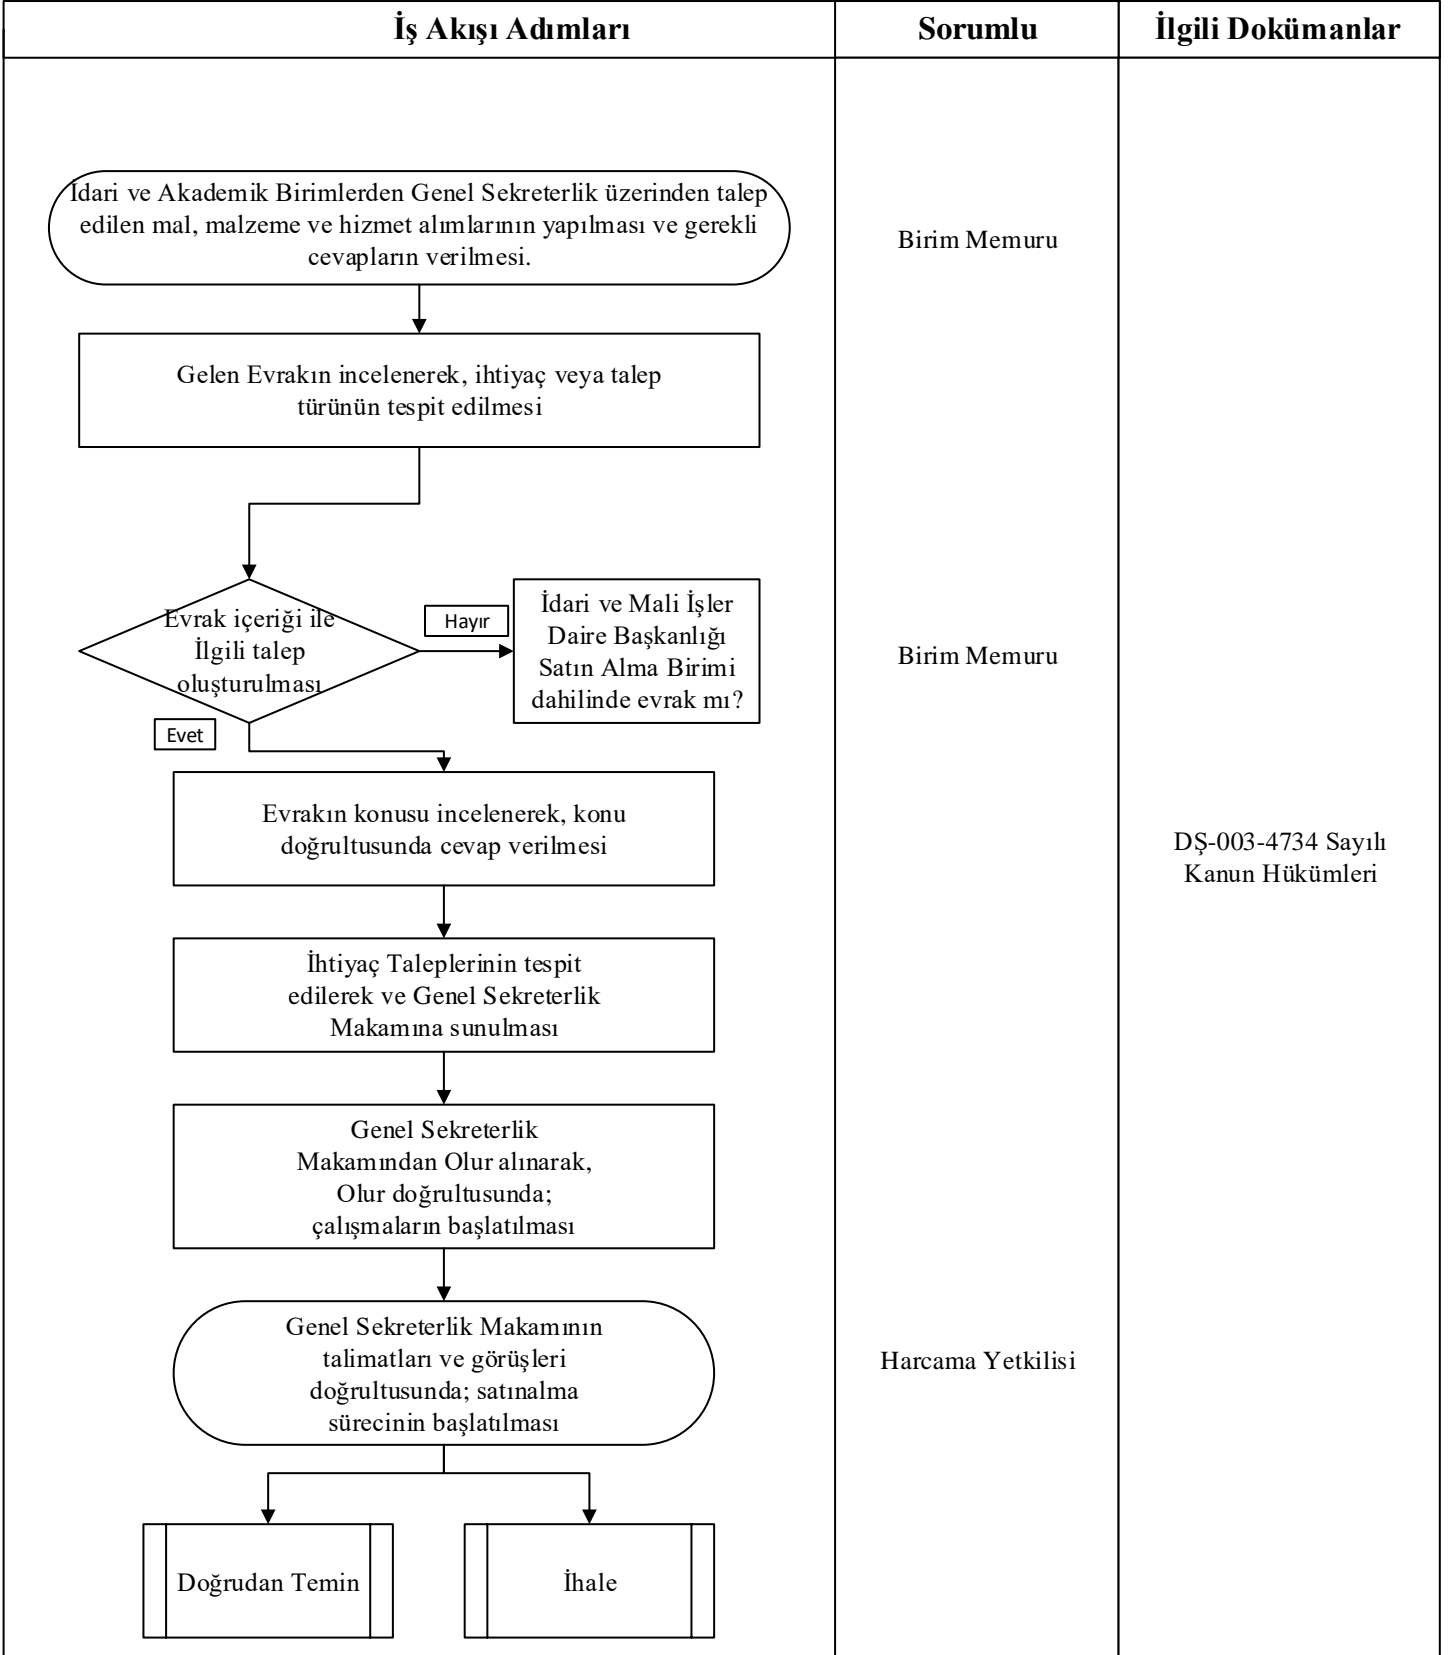 İş Akışı Adımları
Sorumlu
İlgili Dokümanlar
İdari ve Akademik Birimlerden Genel Sekreterlik üzerinden talep
edilen mal, malzeme ve hizmet alımlarının yapılması ve gerekli
cevapların verilmesi.
Birim Memuru
Gelen Evrakın incelenerek, ihtiyaç veya talep
türünün tespit edilmesi
Evrak içeriği ile
İlgili talep
oluşturulması
Hayır
İdari ve Mali İşler
Daire Başkanlığı
Satın Alma Birimi
dahilinde evrak mı?
Birim Memuru
Evet
Evrakın konusu incelenerek, konu
doğrultusunda cevap verilmesi
DŞ-003-4734 Sayılı
Kanun Hükümleri
İhtiyaç Taleplerinin tespit
edilerek ve Genel Sekreterlik
Makamına sunulması
Genel Sekreterlik
Makamından Olur alınarak,
Olur doğrultusunda;
çalışmaların başlatılması
Genel Sekreterlik Makamının
talimatları ve görüşleri
doğrultusunda; satınalma
sürecinin başlatılması
Harcama Yetkilisi
Doğrudan Temin
İhale